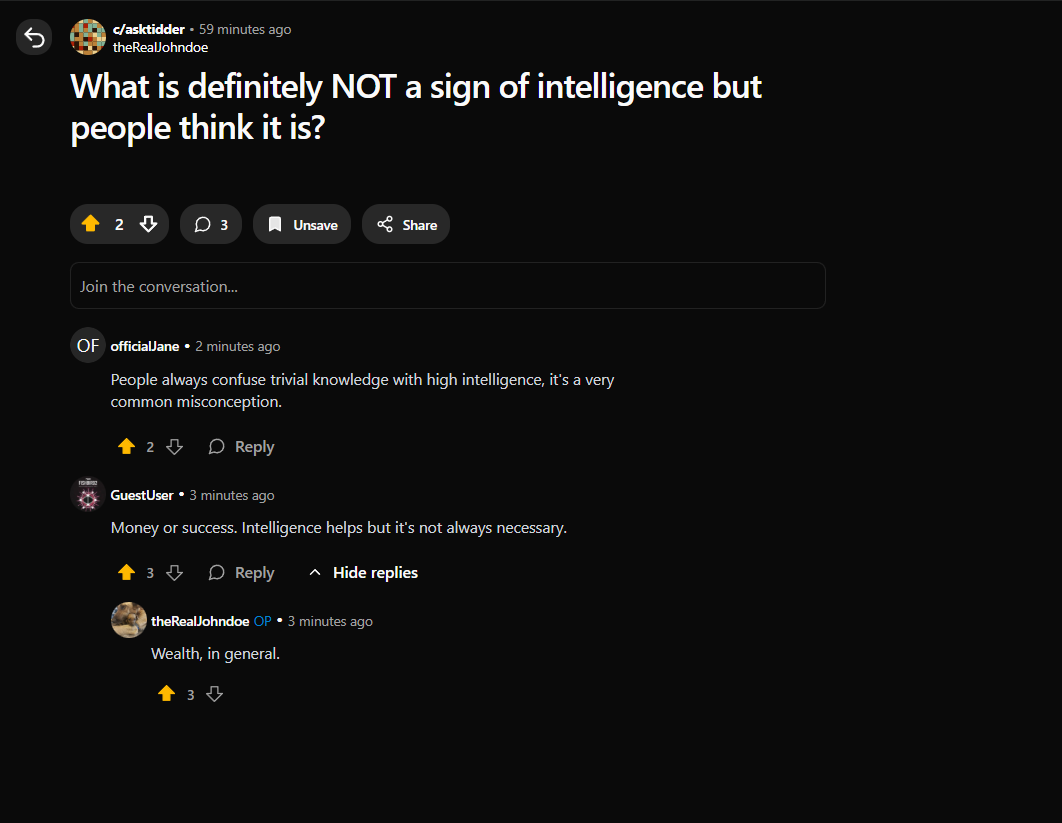 c/asktidder • 59 minutes ago
theRealJohndoe
What is definitely NOT a sign of intelligence but
people think it is?
2
3
Unsave
Share
Join the conversation...
OF officialJane • 2 minutes ago
People always confuse trivial knowledge with high intelligence, it's a very
common misconception.
2 Reply
GuestUser • 3 minutes ago
Money or success. Intelligence helps but it's not always necessary.
3 Reply Hide replies
theRealJohndoe OP • 3 minutes ago
Wealth, in general.
3